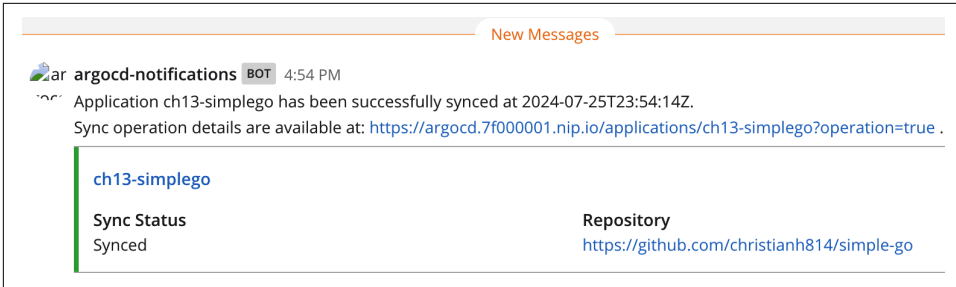 New Messages
ar argocd-notifications BOT 4:54 PM
Application ch13-simplego has been successfully synced at 2024-07-25T23:54:14Z.
Sync operation details are available at: https://argocd.7f000001.nip.io/applications/ch13-simplego?operation=true .
ch13-simplego
Sync Status Repository
Synced https://github.com/christianh814/simple-go